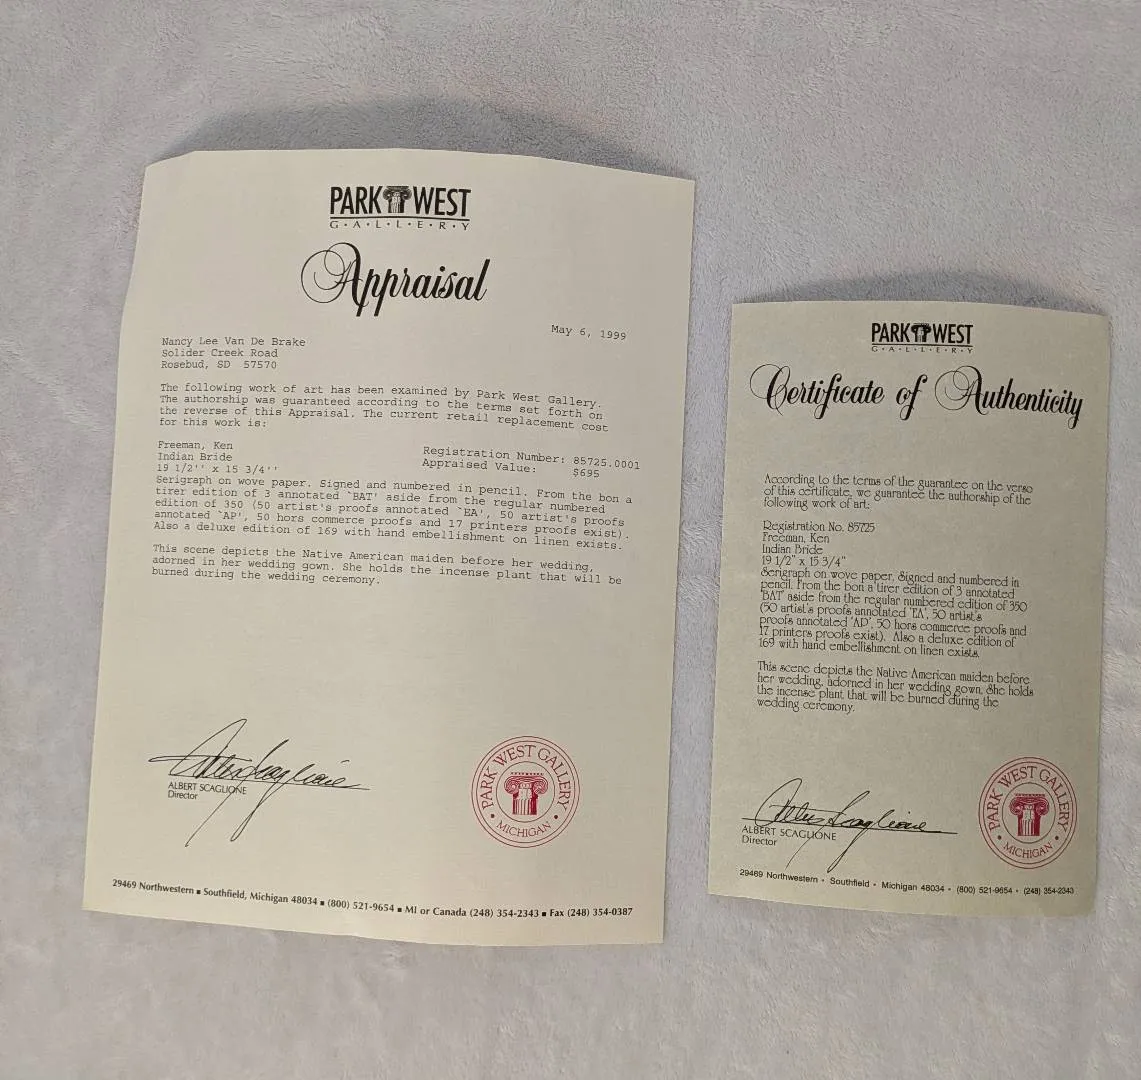 PARK WEST
G·A·L·L·E·R·Y
Appraisal
May 6, 1999
Nancy Lee Van De Brake
Solider Creek Road
Rosebud, SD 57570
The following work of art has been examined by Park West Gallery.
The authorship was guaranteed according to the terms set forth on
the reverse of this Appraisal. The current retail replacement cost
for this work is:
Freeman, Ken
Indian Bride
19 1/2'' x 15 3/4''
Registration Number: 85725.0001
Appraised Value: $695
Serigraph on wove paper. Signed and numbered in pencil. From the bon a
tirer edition of 3 annotated `BAT' aside from the regular numbered
edition of 350 (50 artist's proofs annotated `EA', 50 artist's proofs
annotated `AP', 50 hors commerce proofs and 17 printers proofs exist).
Also a deluxe edition of 169 with hand embellishment on linen exists.
This scene depicts the Native American maiden before her wedding,
adorned in her wedding gown. She holds the incense plant that will be
burned during the wedding ceremony.
Albert Scaglione
ALBERT SCAGLIONE
Director
PARK WEST GALLERY
• MICHIGAN •
29469 Northwestern ■ Southfield, Michigan 48034 ■ (800) 521-9654 ■ MI or Canada (248) 354-2343 ■ Fax (248) 354-0387
PARK WEST
G·A·L·L·E·R·Y
Certificate of Authenticity
According to the terms of the guarantee on the verso
of this certificate, we guarantee the authorship of the
following work of art:
Registration No. 85725
Freeman, Ken
Indian Bride
19 1/2" x 15 3/4"
Serigraph on wove paper. Signed and numbered in
pencil. From the bon a tirer edition of 3 annotated
'BAT' aside from the regular numbered edition of 350
(50 artist's proofs annotated 'EA', 50 artist's
proofs annotated 'AP', 50 hors commerce proofs and
17 printers proofs exist). Also a deluxe edition of
169 with hand embellishment on linen exists.
This scene depicts the Native American maiden before
her wedding, adorned in her wedding gown. She holds
the incense plant that will be burned during the
wedding ceremony.
Albert Scaglione
ALBERT SCAGLIONE
Director
PARK WEST GALLERY
• MICHIGAN •
29469 Northwestern • Southfield • Michigan 48034 • (800) 521-9654 • (248) 354-2343